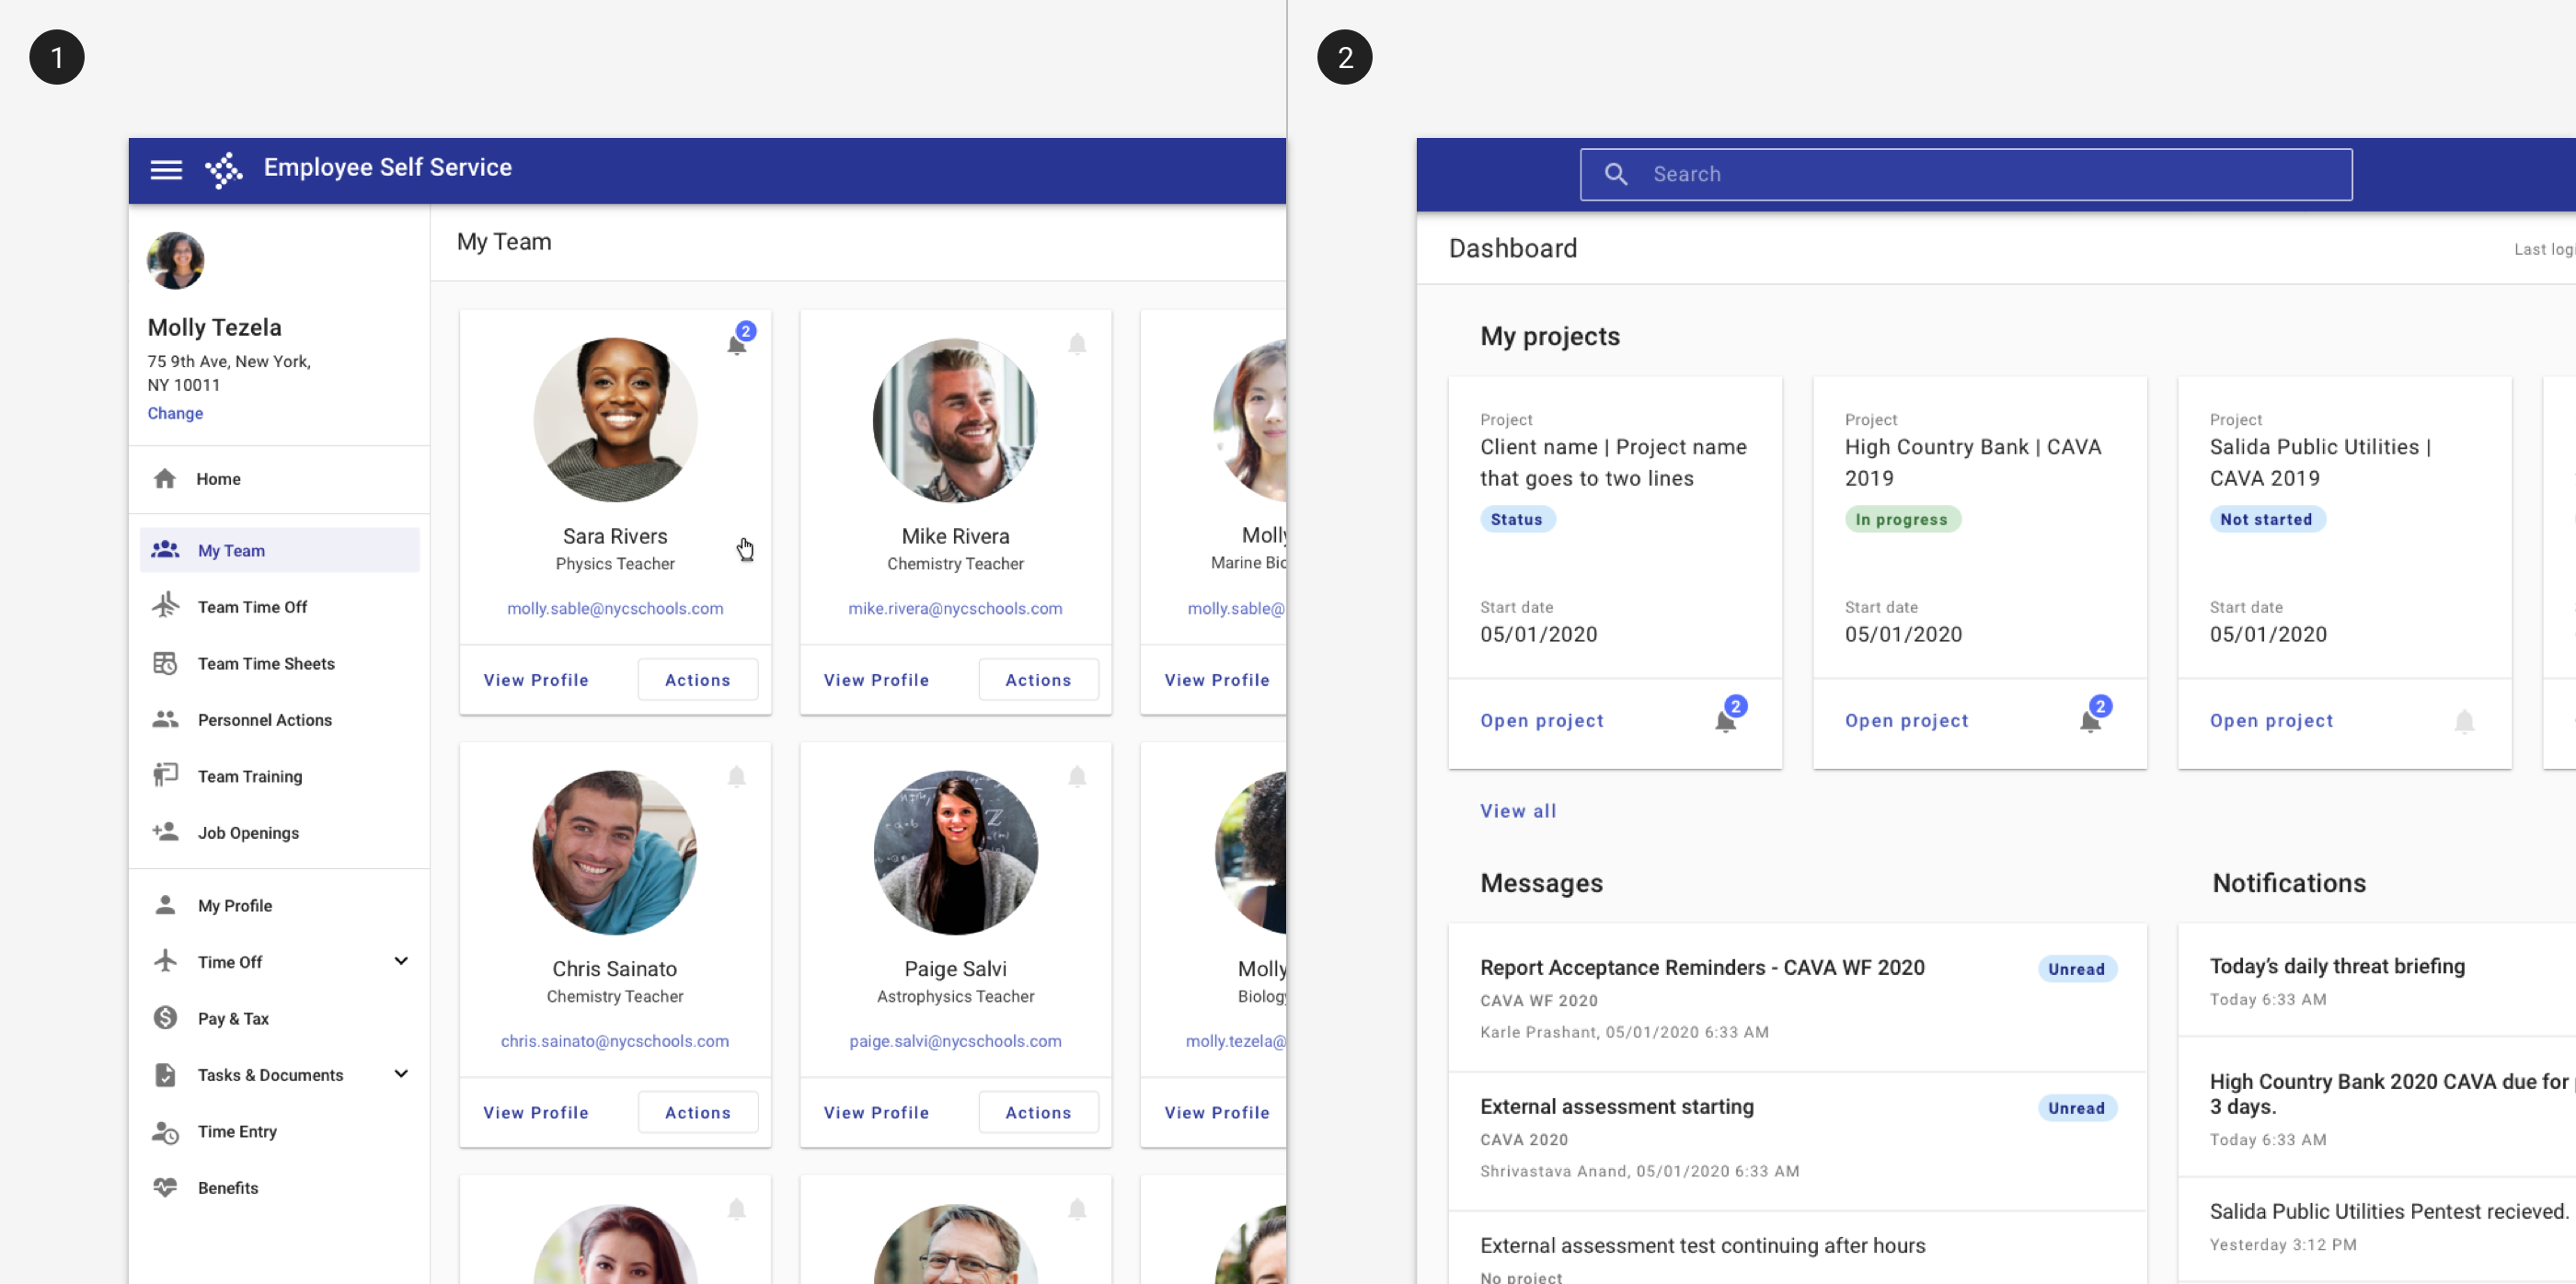 1
Employee Self Service
Molly Tezela
75 9th Ave, New York,
NY 10011
Change
Home
My Team
Team Time Off
Team Time Sheets
Personnel Actions
Team Training
Job Openings
My Profile
Time Off
Pay & Tax
Tasks & Documents
Time Entry
Benefits
My Team
2
Sara Rivers
Physics Teacher
molly.sable@nycschools.com
View Profile
Actions
Mike Rivera
Chemistry Teacher
mike.rivera@nycschools.com
View Profile
Actions
Molly
Marine Bio
molly.sable@
View Profile
Chris Sainato
Chemistry Teacher
chris.sainato@nycschools.com
View Profile
Actions
Paige Salvi
Astrophysics Teacher
paige.salvi@nycschools.com
View Profile
Actions
Molly
Biology
molly.tezela@
View Profile
2
Search
Dashboard
Last logi
My projects
Project
Client name | Project name
that goes to two lines
Status
Start date
05/01/2020
Open project
2
Project
High Country Bank | CAVA
2019
In progress
Start date
05/01/2020
Open project
2
Project
Salida Public Utilities |
CAVA 2019
Not started
Start date
05/01/2020
Open project
View all
Messages
Report Acceptance Reminders - CAVA WF 2020
Unread
CAVA WF 2020
Karle Prashant, 05/01/2020 6:33 AM
External assessment starting
Unread
CAVA 2020
Shrivastava Anand, 05/01/2020 6:33 AM
External assessment test continuing after hours
No project
Notifications
Today's daily threat briefing
Today 6:33 AM
High Country Bank 2020 CAVA due for
3 days.
Today 6:33 AM
Salida Public Utilities Pentest recieved.
Yesterday 3:12 PM